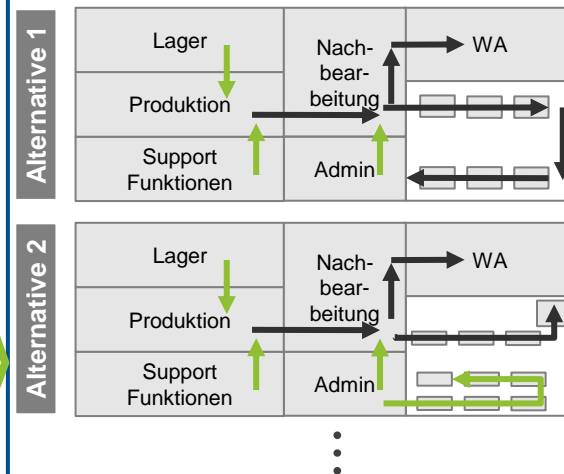 Alternative 1
Lager
Produktion
Support
Funktionen
Nach-
bear-
beitung
Admin
WA
Alternative 2
Lager
Produktion
Support
Funktionen
Nach-
bear-
beitung
Admin
WA